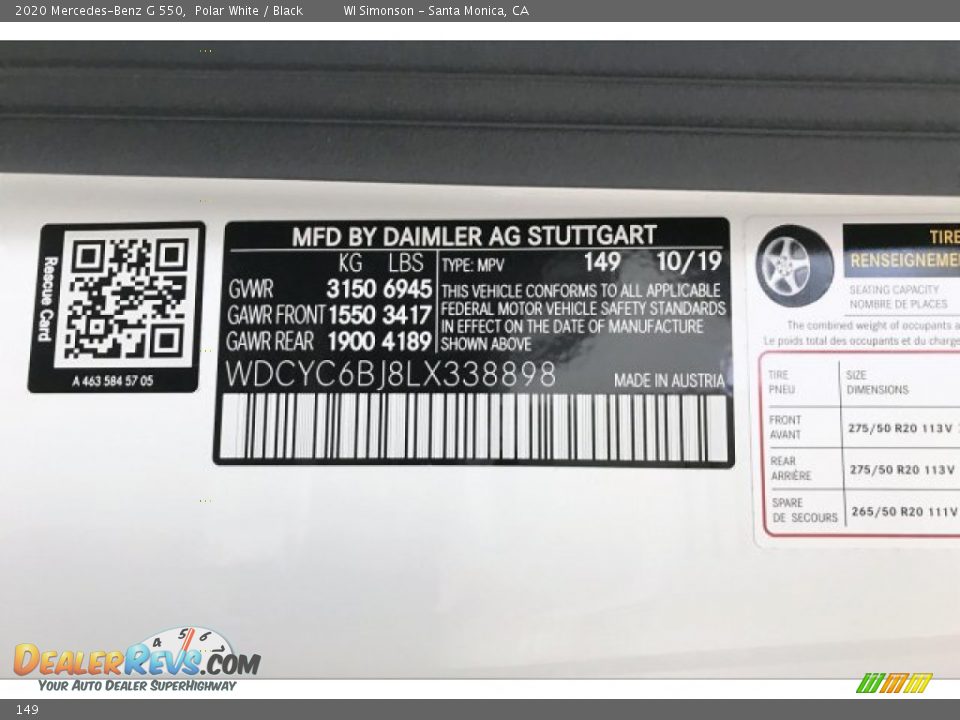 2020 Mercedes-Benz G 550, Polar White / Black WI Simonson - Santa Monica, CA
Rescue Card
A 463 584 57 05
MFD BY DAIMLER AG STUTTGART
KG LBS
GVWR 3150 6945
GAWR FRONT 1550 3417
GAWR REAR 1900 4189
TYPE: MPV 149 10/19
THIS VEHICLE CONFORMS TO ALL APPLICABLE
FEDERAL MOTOR VEHICLE SAFETY STANDARDS
IN EFFECT ON THE DATE OF MANUFACTURE
SHOWN ABOVE
WDCYC6BJ8LX338898 MADE IN AUSTRIA
TIRE
RENSEIGNEME
SEATING CAPACITY
NOMBRE DE PLACES
The combined weight of occupants a
Le poids total des occupants et du charge
TIRE SIZE
PNEU DIMENSIONS
FRONT
AVANT 275/50 R20 113V
REAR
ARRIÈRE 275/50 R20 113V
SPARE
DE SECOURS 265/50 R20 111V
4 5 6 7
DEALERREVS.COM
YOUR AUTO DEALER SUPERHIGHWAY
149